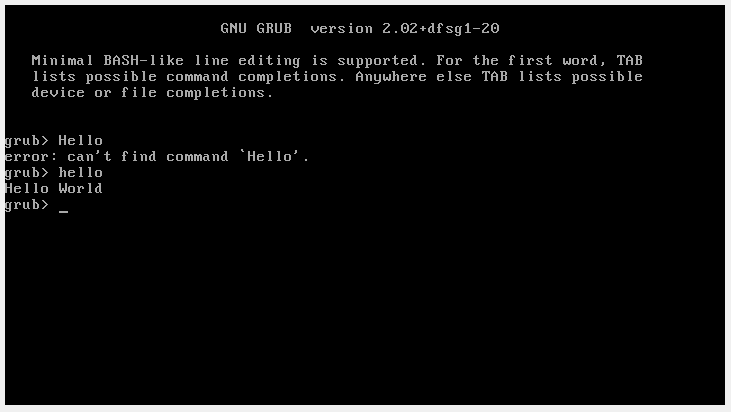 GNU GRUB  version 2.02+dfsg1-20
Minimal BASH-like line editing is supported. For the first word, TAB
lists possible command completions. Anywhere else TAB lists possible
device or file completions.
grub> Hello
error: can't find command `Hello'.
grub> hello
Hello World
grub> _